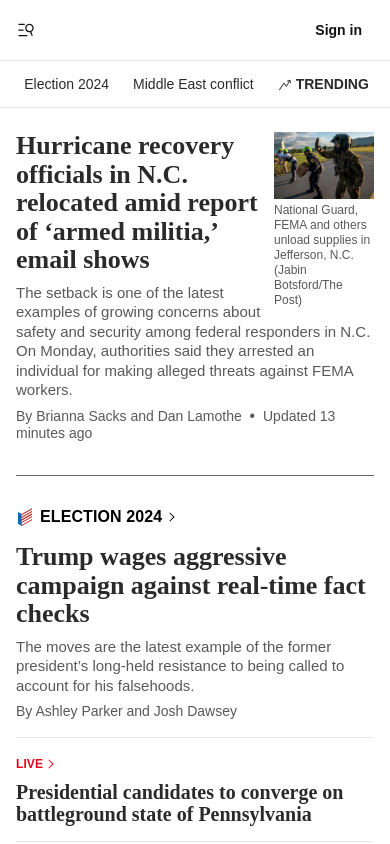 Sign in
Election 2024
Middle East conflict
TRENDING
Hurricane recovery
officials in N.C.
relocated amid report
of ‘armed militia,’
email shows
National Guard,
FEMA and others
unload supplies in
Jefferson, N.C.
(Jabin
Botsford/The
Post)
The setback is one of the latest
examples of growing concerns about
safety and security among federal responders in N.C.
On Monday, authorities said they arrested an
individual for making alleged threats against FEMA
workers.
By Brianna Sacks and Dan Lamothe • Updated 13
minutes ago
ELECTION 2024
Trump wages aggressive
campaign against real-time fact
checks
The moves are the latest example of the former
president’s long-held resistance to being called to
account for his falsehoods.
By Ashley Parker and Josh Dawsey
LIVE
Presidential candidates to converge on
battleground state of Pennsylvania